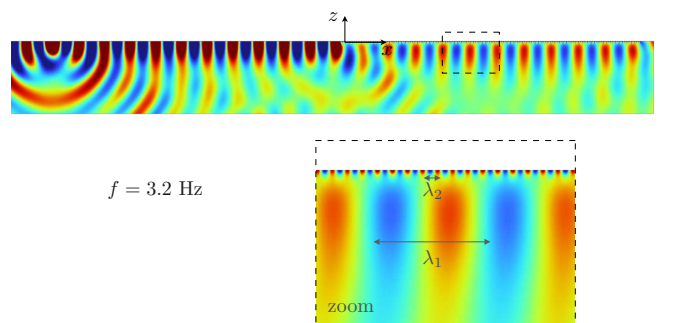 z
x
f = 3.2 Hz
λ₂
λ₁
zoom